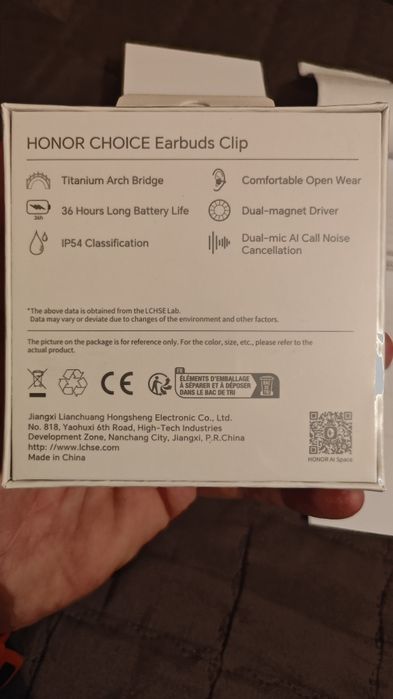 HONOR CHOICE Earbuds Clip
Titanium Arch Bridge
Comfortable Open Wear
36h
36 Hours Long Battery Life
Dual-magnet Driver
IP54 Classification
Dual-mic AI Call Noise
Cancellation
*The above data is obtained from the LCHSE Lab.
Data may vary or deviate due to changes of the environment and other factors.
The picture on the package is for reference only. For the color, size, etc., please refer to the
actual product.
CE
FR
ÉLÉMENTS D'EMBALLAGE
À SÉPARER ET À DÉPOSER
DANS LE BAC DE TRI
Jiangxi Lianchuang Hongsheng Electronic Co., Ltd.
No. 818, Yaohuxi 6th Road, High-Tech Industries
Development Zone, Nanchang City, Jiangxi, P.R.China
http: //www.lchse.com
Made in China
HONOR AI Space